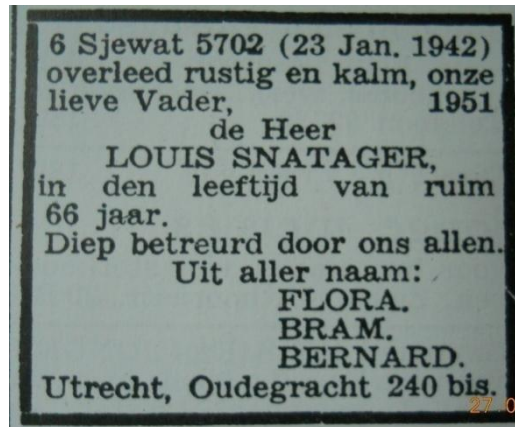 6 Sjewat 5702 (23 Jan. 1942)
overleed rustig en kalm, onze
lieve Vader, 1951
de Heer
LOUIS SNATAGER,
in den leeftijd van ruim
66 jaar.
Diep betreurd door ons allen.
Uit aller naam:
FLORA.
BRAM.
BERNARD.
Utrecht, Oudegracht 240 bis.
27 0